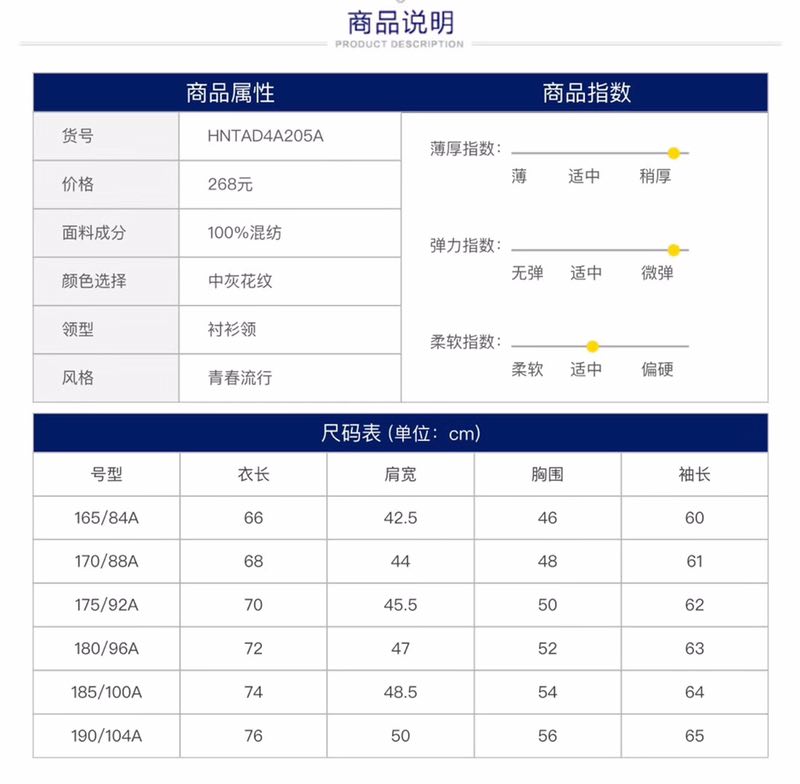 商品说明
PRODUCT DESCRIPTION
商品属性 商品指数
货号 HNTAD4A205A
价格 268元
面料成分 100%混纺
颜色选择 中灰花纹
领型 衬衫领
风格 青春流行
薄厚指数：
薄 适中 稍厚
弹力指数：
无弹 适中 微弹
柔软指数：
柔软 适中 偏硬
尺码表 (单位：cm)
号型 衣长 肩宽 胸围 袖长
165/84A 66 42.5 46 60
170/88A 68 44 48 61
175/92A 70 45.5 50 62
180/96A 72 47 52 63
185/100A 74 48.5 54 64
190/104A 76 50 56 65